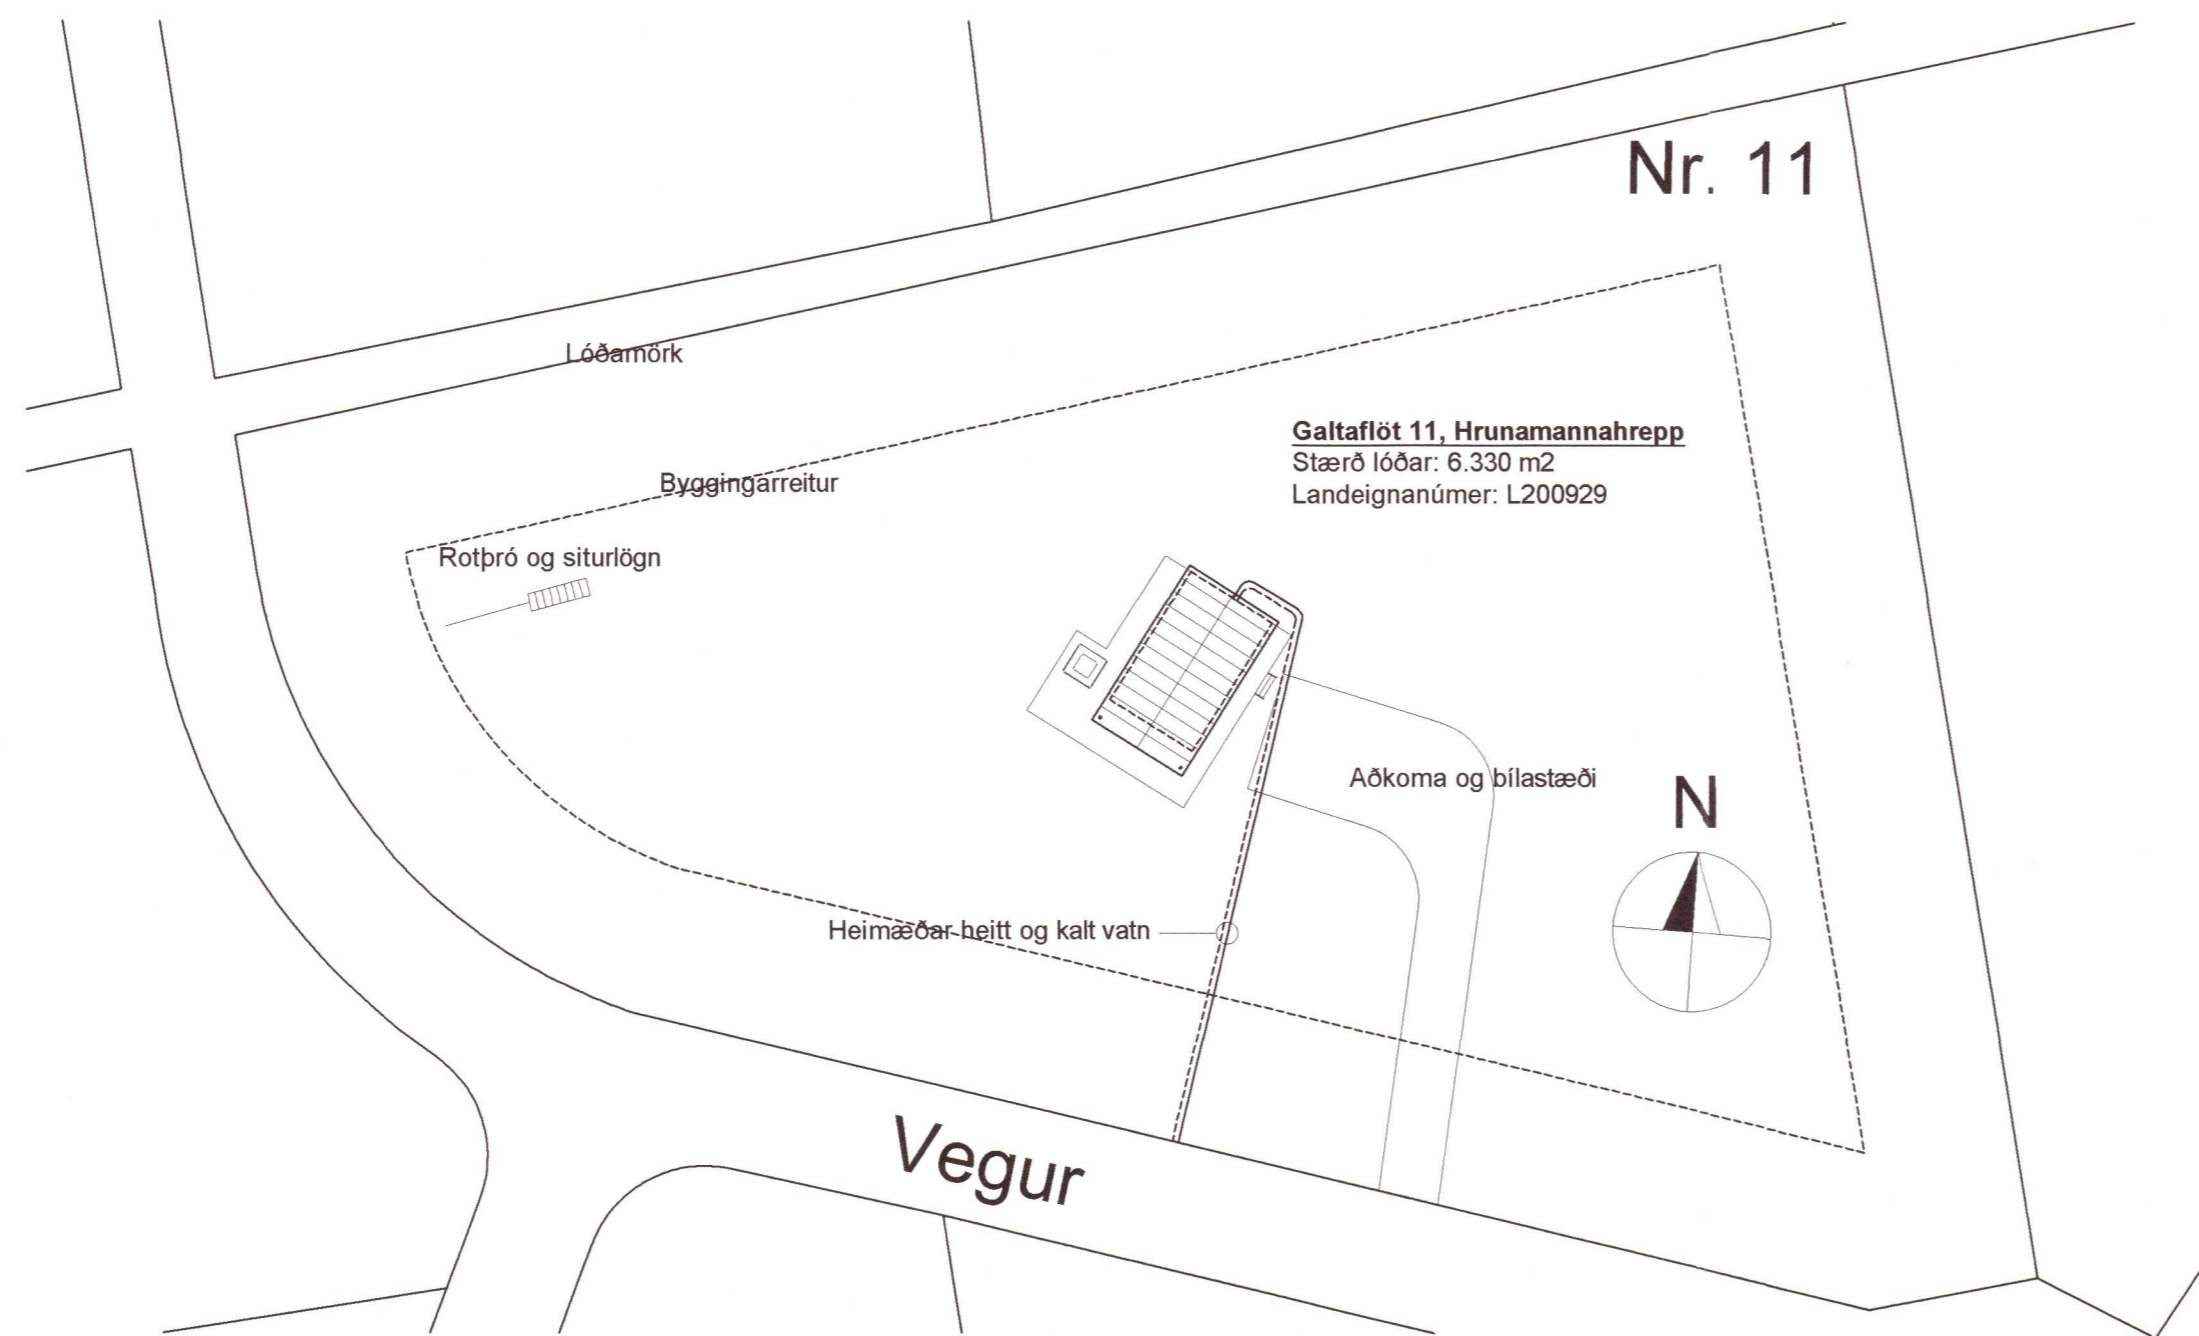 Nr. 11
Lóðamörk
Galtaflöt 11, Hrunamannahrepp
Stærð lóðar: 6.330 m2
Landeignanúmer: L200929
Byggingarreitur
Rotþró og siturlögn
Aðkoma og bílastæði
N
Heimæðar heitt og kalt vatn
Vegur